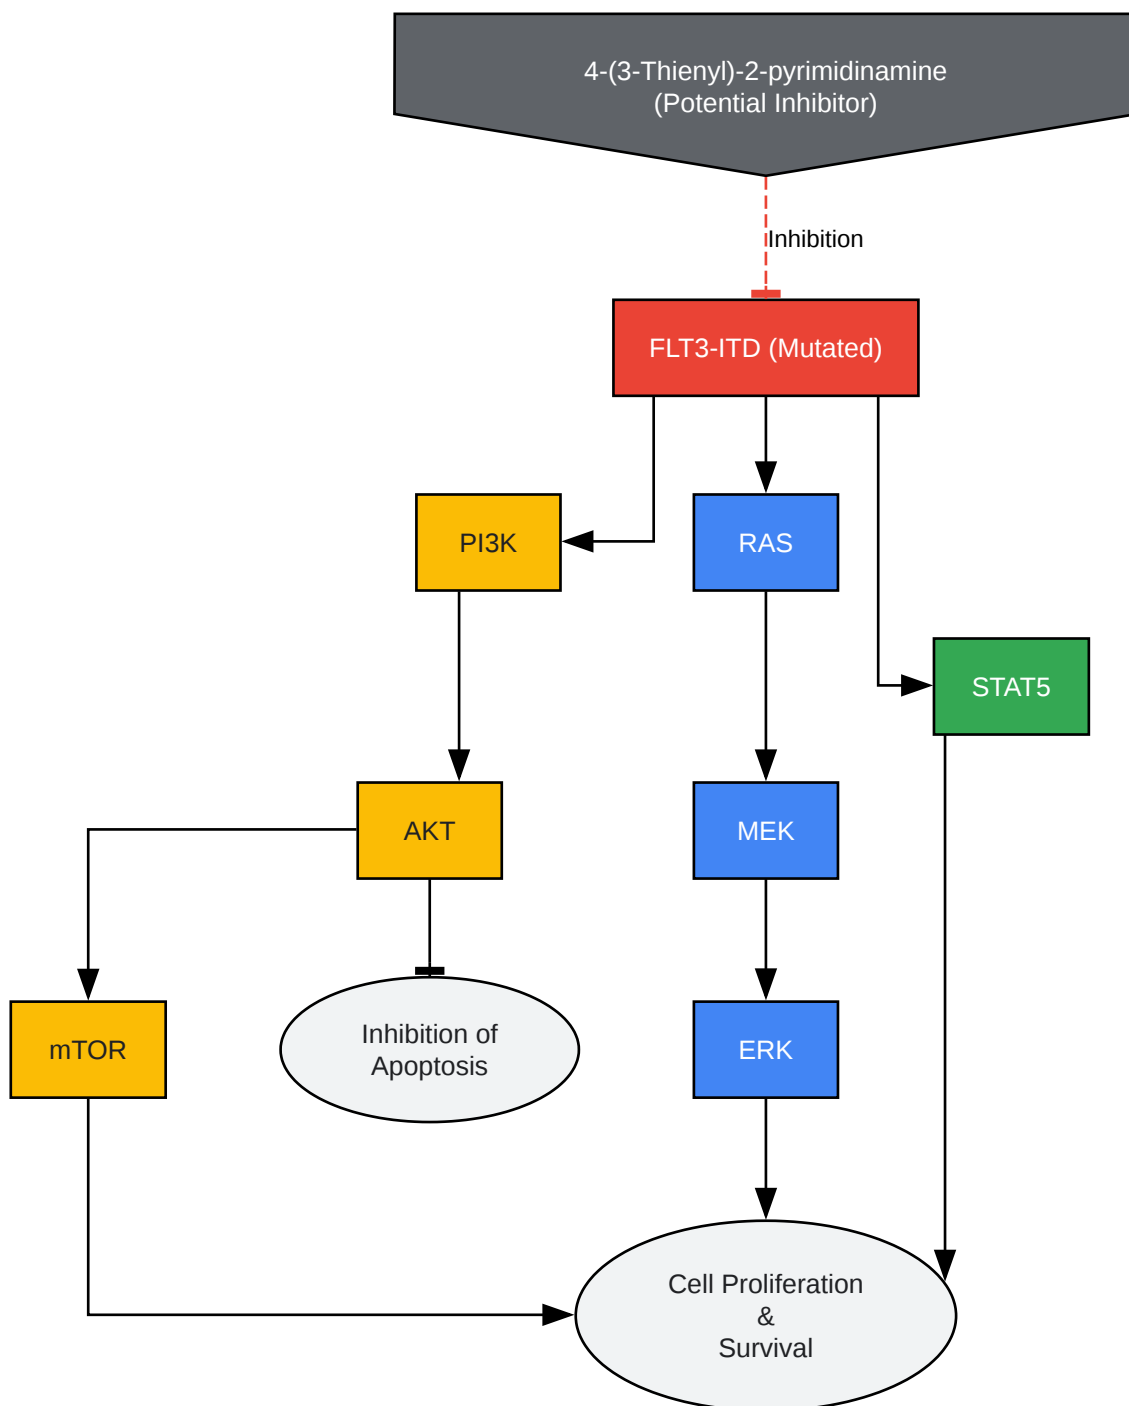 4-(3-Thienyl)-2-pyrimidinamine
(Potential Inhibitor)
Inhibition
FLT3-ITD (Mutated)
PI3K
RAS
STAT5
AKT
MEK
mTOR
Inhibition of
Apoptosis
ERK
Cell Proliferation
&
Survival